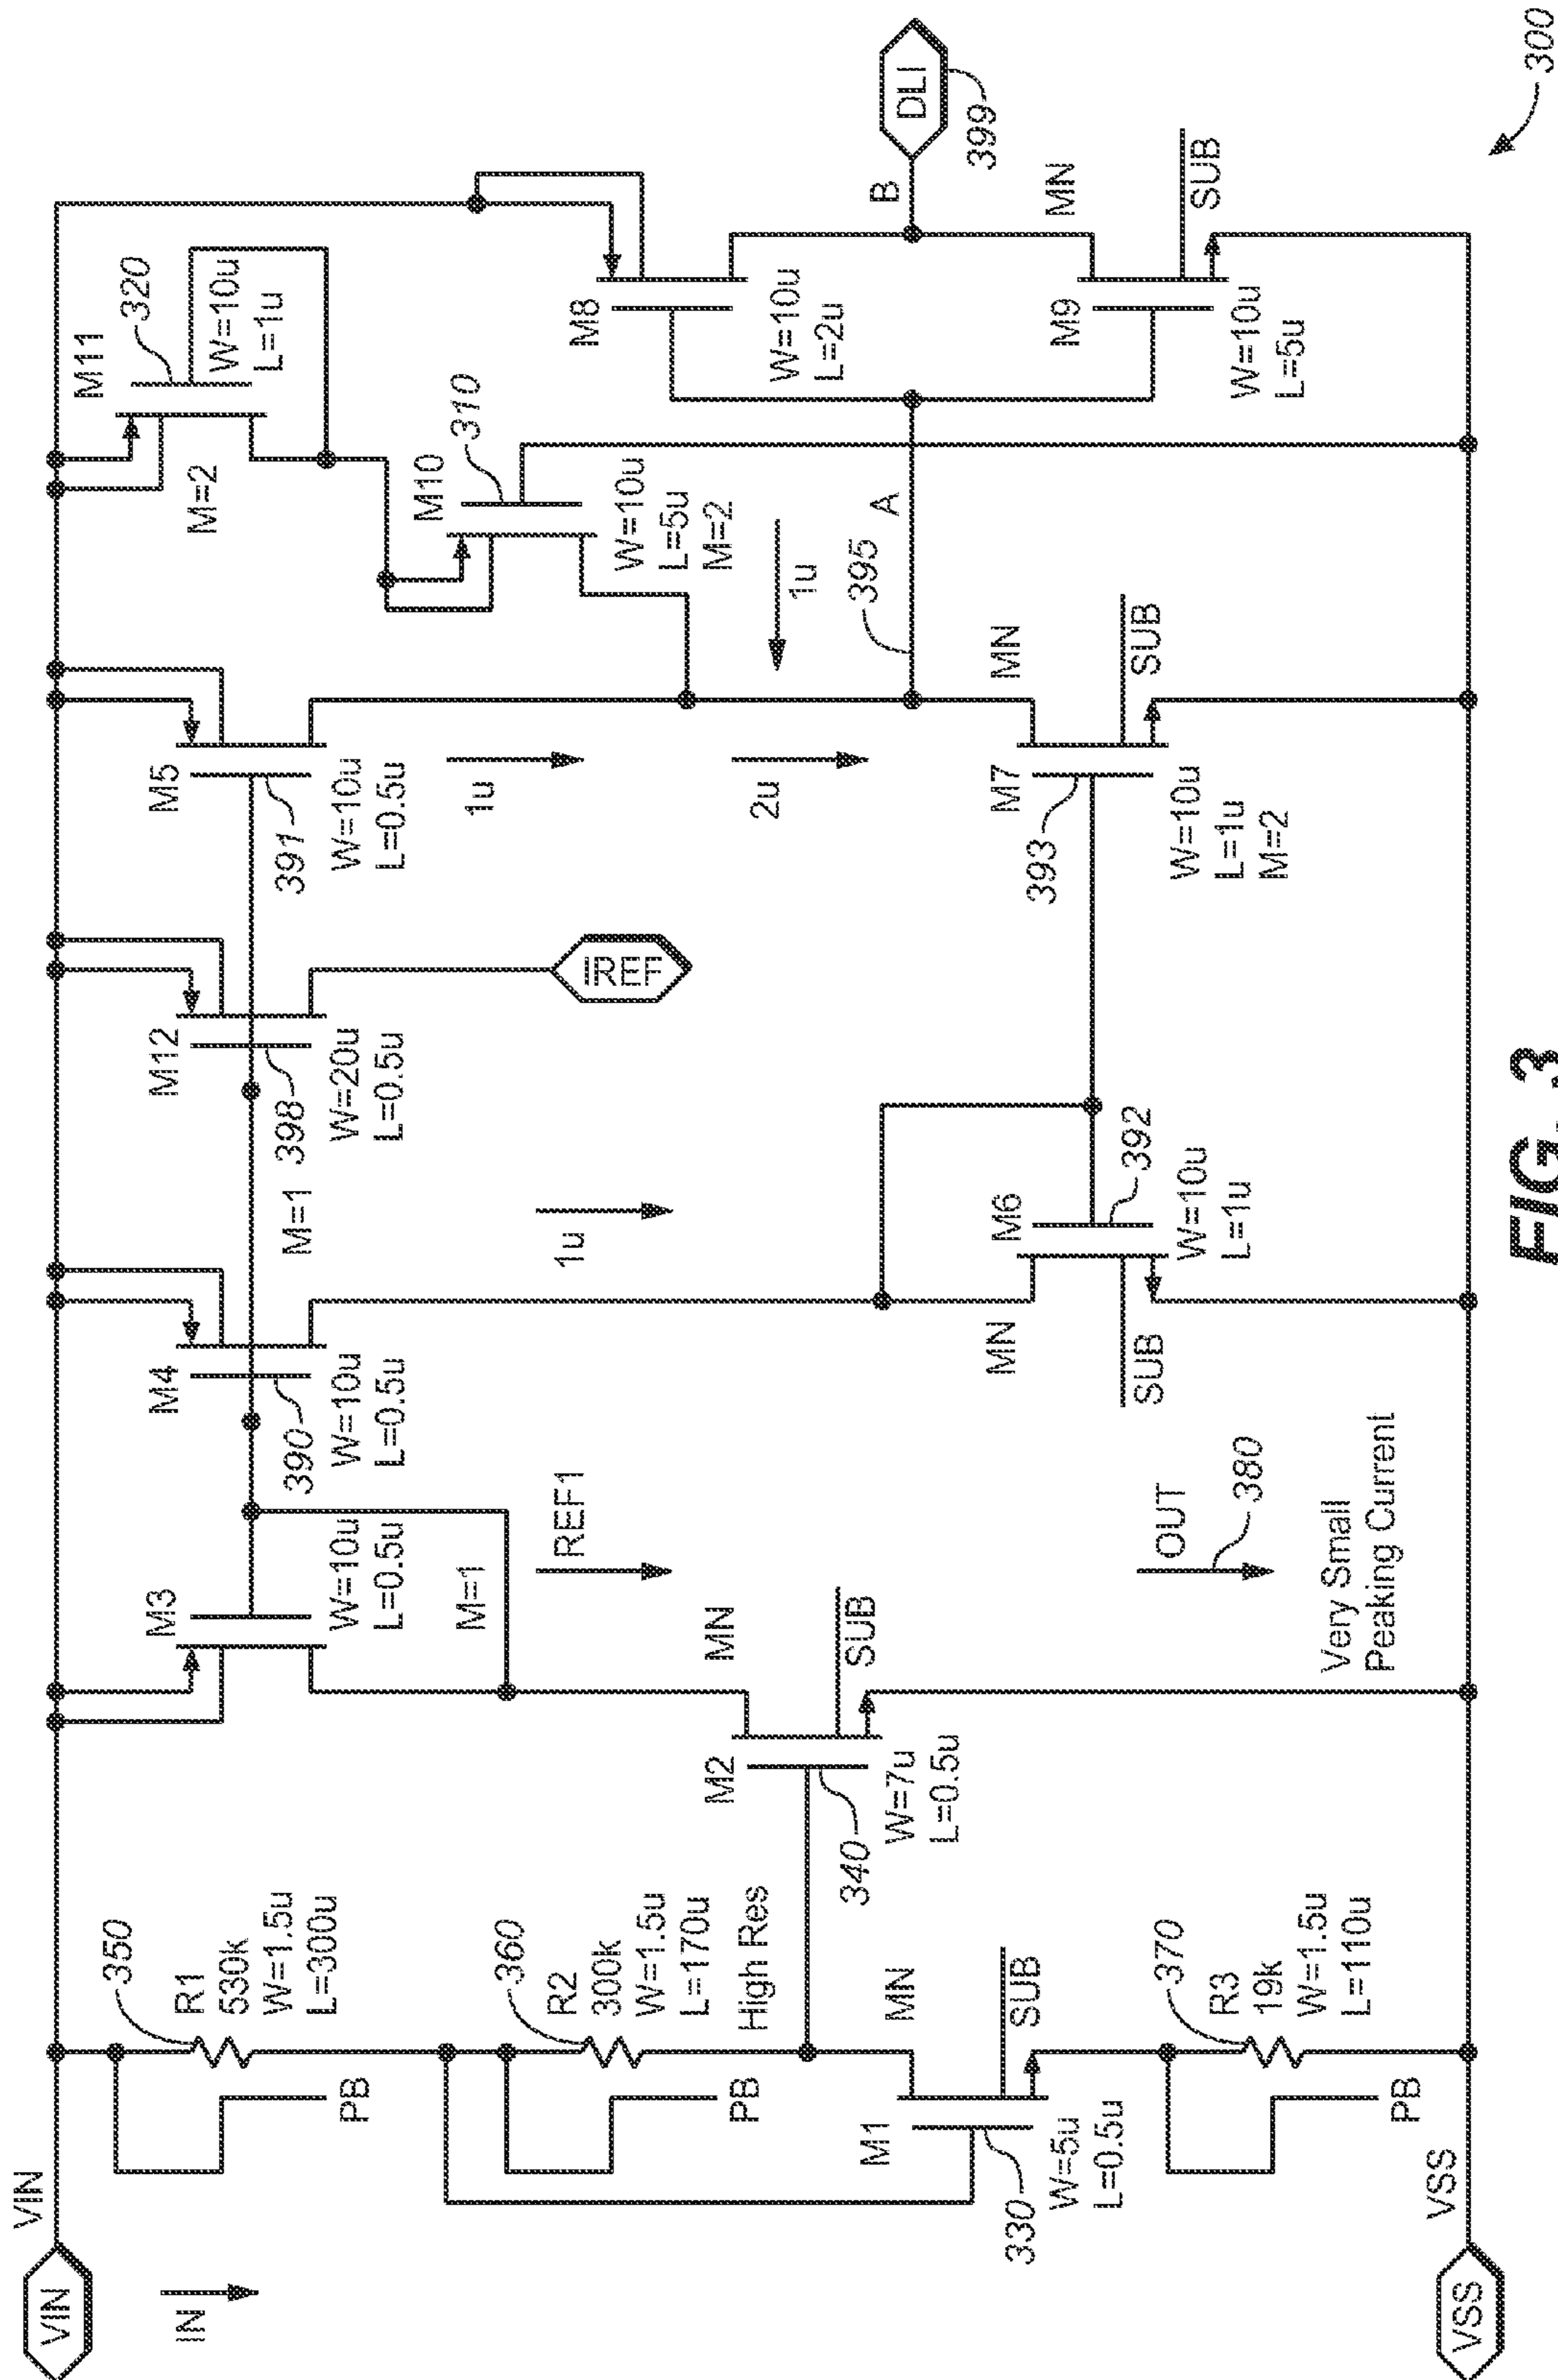 VIN
VIN
IN
350
R1
530k
W=1.5u
L=300u
PB
360
R2
300k
W=1.5u
L=170u
High Res
PB
MN
SUB
M1
330
W=5u
L=0.5u
370
R3
19k
W=1.5u
L=110u
PB
VSS
VSS
M3
W=10u
L=0.5u
M=1
REF1
MN
SUB
M2
340
W=7u
L=0.5u
OUT
380
Very Small
Peaking Current
M4
390
W=10u
L=0.5u
M=1
1u
MN
SUB
M6
392
W=10u
L=1u
M12
398
W=20u
L=0.5u
IREF
M5
391
W=10u
L=0.5u
1u
2u
M7
393
MN
SUB
W=10u
L=1u
M=2
M11
320
W=10u
L=1u
M=2
M10
310
W=10u
L=5u
M=2
1u
395
A
M8
W=10u
L=2u
B
DLI
399
MN
SUB
M9
W=10u
L=5u
300
FIG. 3